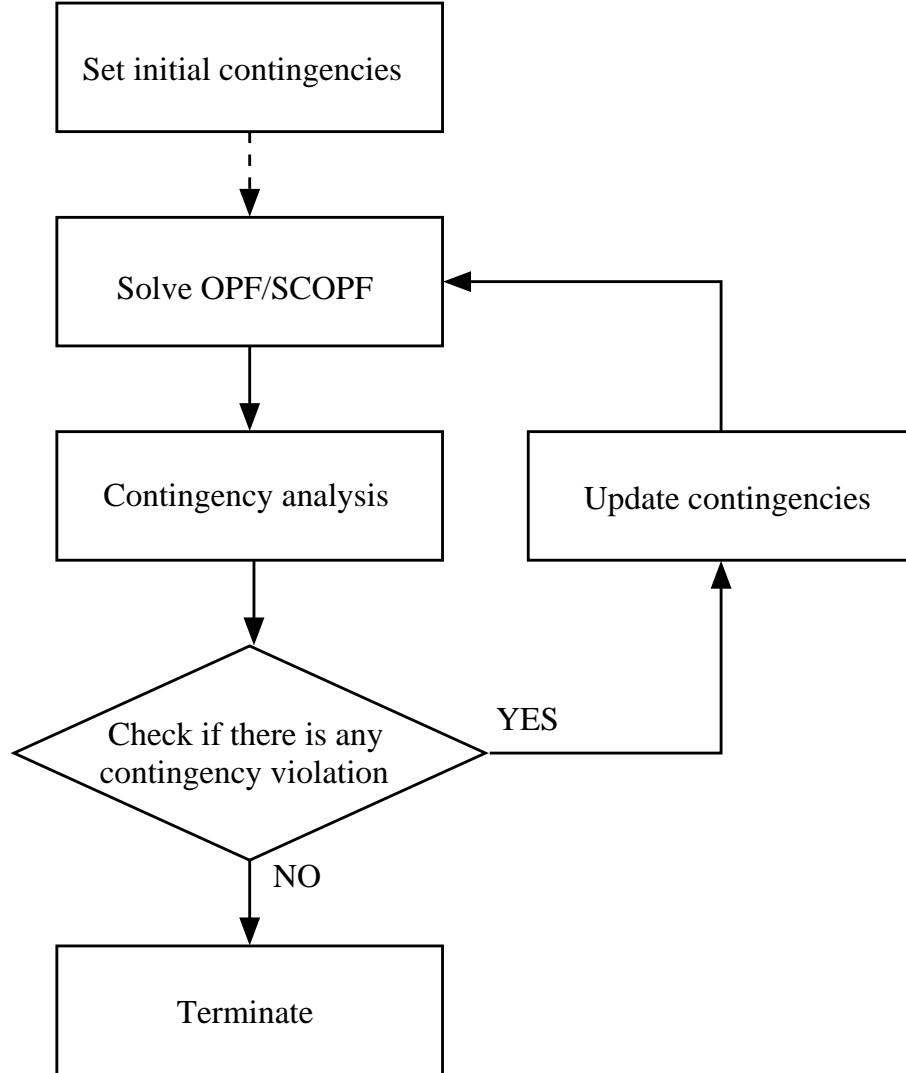 Set initial contingencies
Solve OPF/SCOPF
Contingency analysis
Update contingencies
Check if there is any
contingency violation
YES
NO
Terminate